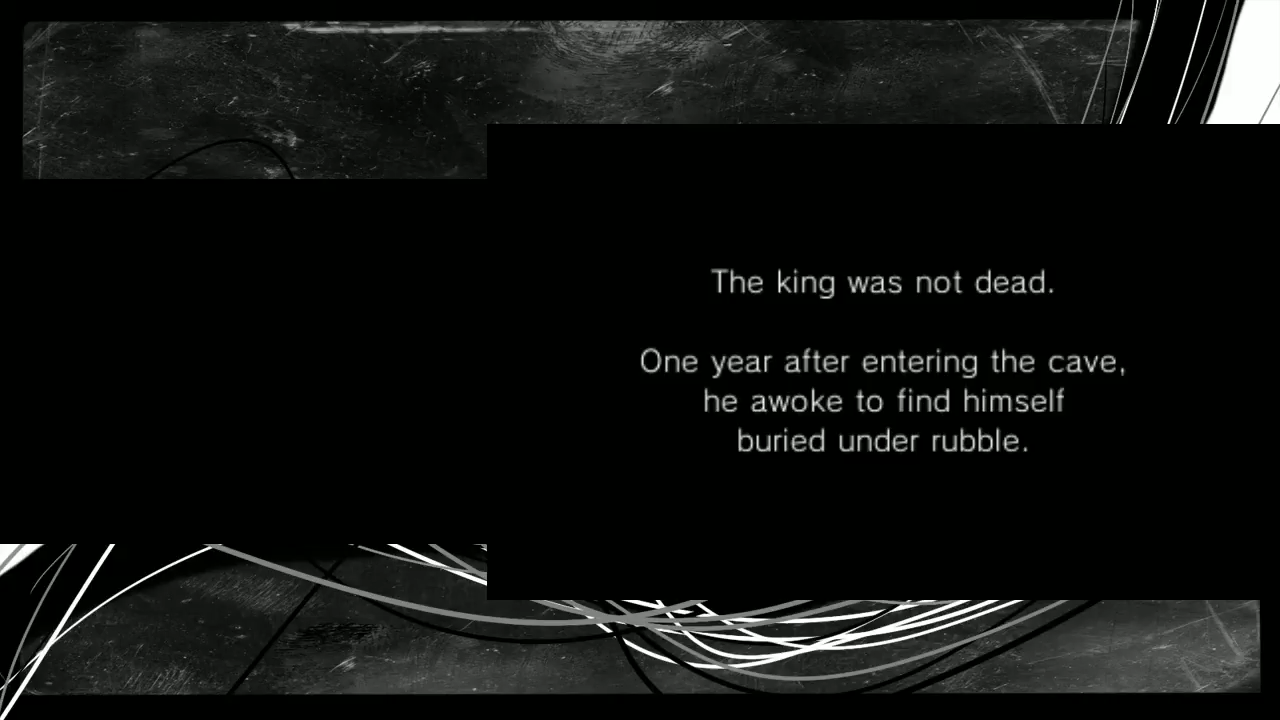 The king was not dead.
One year after entering the cave,
he awoke to find himself
buried under rubble.